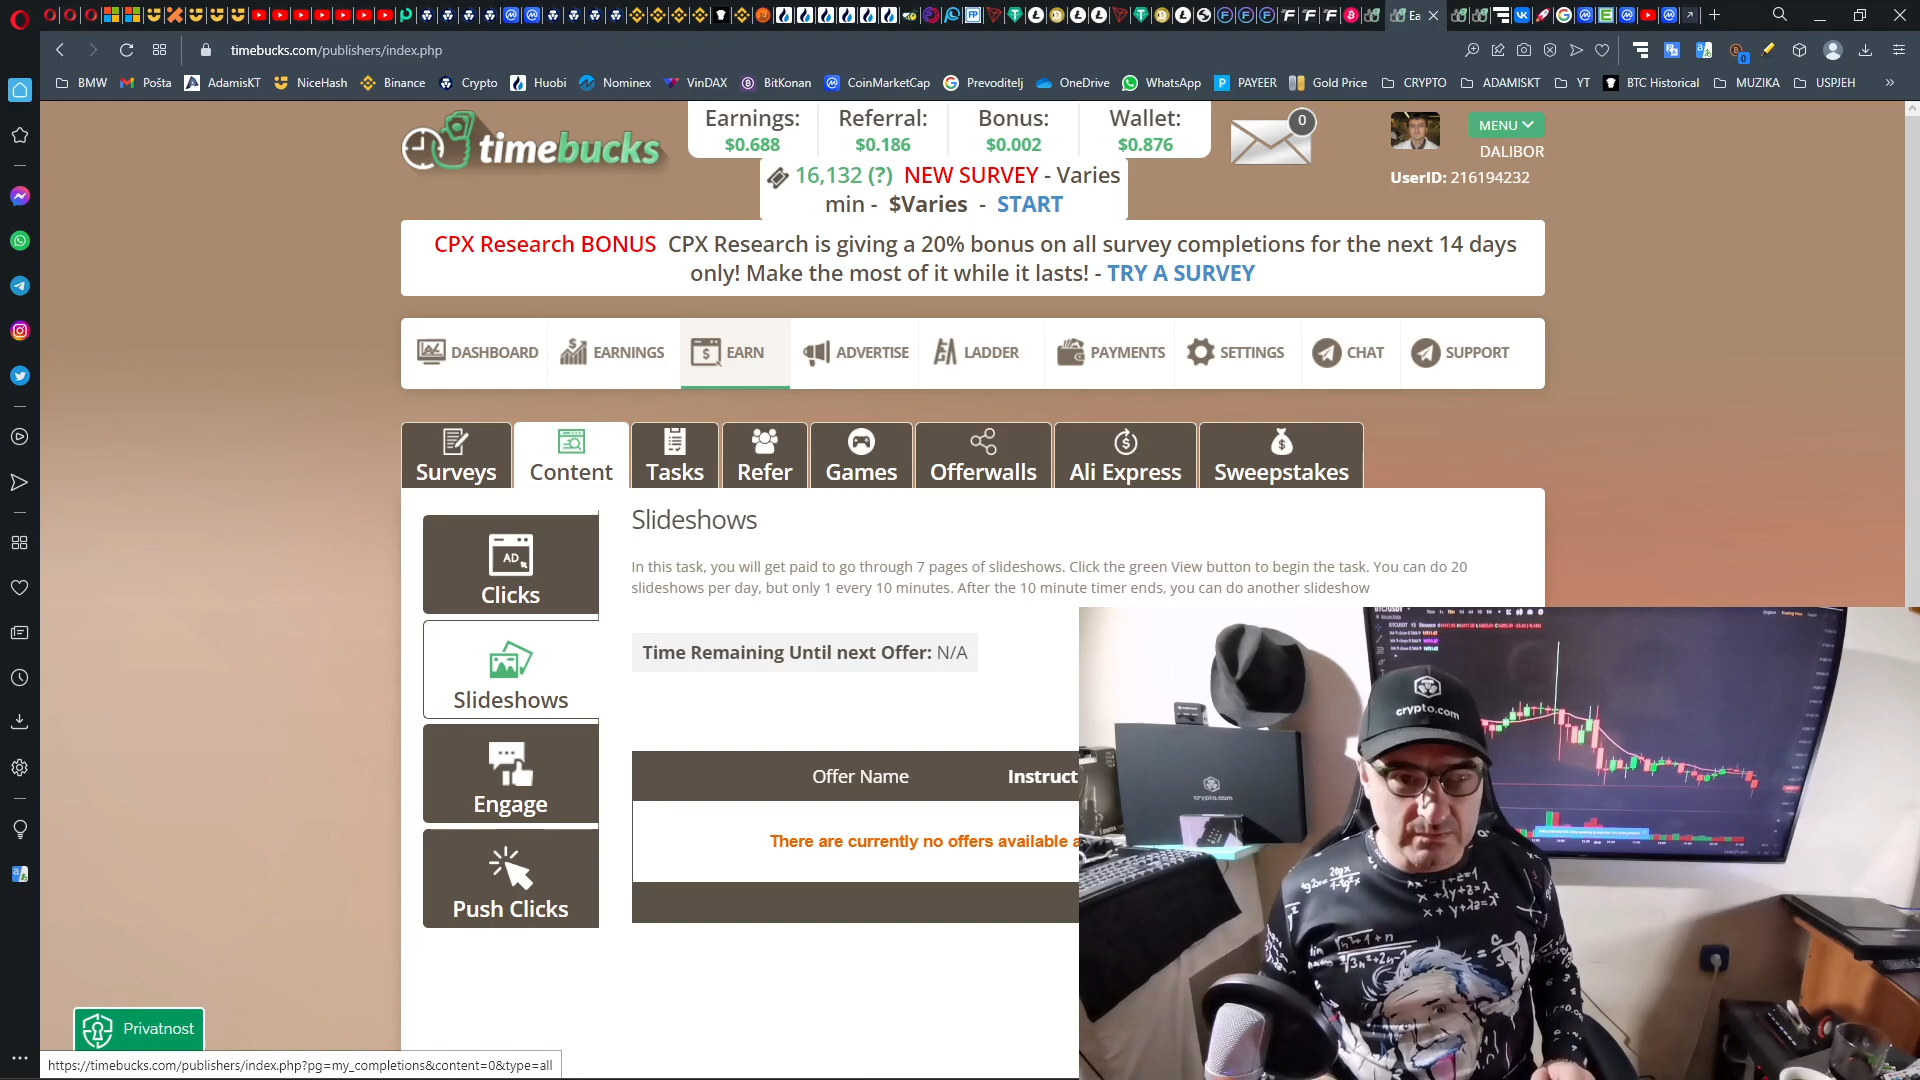 Ea
timebucks.com/publishers/index.php
BMW
Pošta
AdamisKT
NiceHash
Binance
Crypto
Huobi
Nominex
VinDAX
BitKonan
CoinMarketCap
Prevoditelj
OneDrive
WhatsApp
PAYEER
Gold Price
CRYPTO
ADAMISKT
YT
BTC Historical
MUZIKA
USPJEH
timebucks
Earnings:
$0.688
Referral:
$0.186
Bonus:
$0.002
Wallet:
$0.876
0
MENU
DALIBOR
UserID: 216194232
16,132 (?) NEW SURVEY - Varies
min - $Varies - START
CPX Research BONUS CPX Research is giving a 20% bonus on all survey completions for the next 14 days
only! Make the most of it while it lasts! - TRY A SURVEY
DASHBOARD
EARNINGS
EARN
ADVERTISE
LADDER
PAYMENTS
SETTINGS
CHAT
SUPPORT
Surveys
Content
Tasks
Refer
Games
Offerwalls
Ali Express
Sweepstakes
AD
Clicks
Slideshows
Engage
Push Clicks
Slideshows
In this task, you will get paid to go through 7 pages of slideshows. Click the green View button to begin the task. You can do 20
slideshows per day, but only 1 every 10 minutes. After the 10 minute timer ends, you can do another slideshow
Time Remaining Until next Offer: N/A
Offer Name
Instruct
There are currently no offers available a
crypto.com
crypto.com
Privatnost
https://timebucks.com/publishers/index.php?pg=my_completions&content=0&type=all